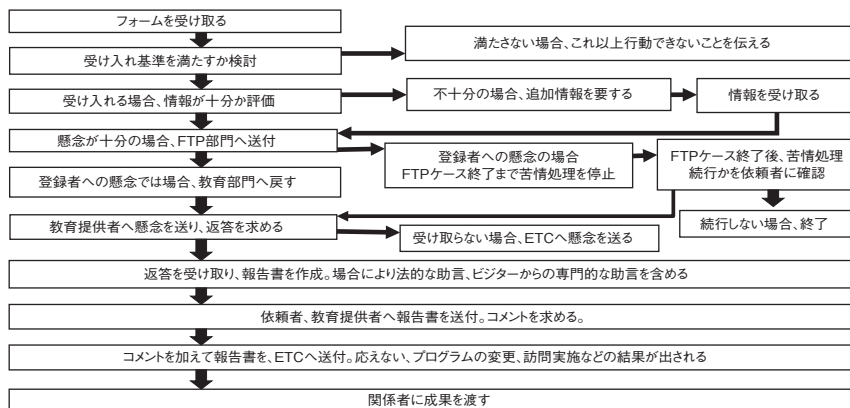 フォームを受け取る
受け入れ基準を満たすか検討
満たさない場合、これ以上行動できないことを伝える
受け入れる場合、情報が十分か評価
不十分の場合、追加情報を要する
情報を受け取る
懸念が十分の場合、FTP部門へ送付
登録者への懸念の場合
FTPケース終了まで苦情処理を停止
FTPケース終了後、苦情処理
続行かを依頼者に確認
登録者への懸念では場合、教育部門へ戻す
続行しない場合、終了
教育提供者へ懸念を送り、返答を求める
受け取らない場合、ETCへ懸念を送る
返答を受け取り、報告書を作成。場合により法的な助言、ビジターからの専門的な助言を含める
依頼者、教育提供者へ報告書を送付。コメントを求める。
コメントを加えて報告書を、ETCへ送付。応えない、プログラムの変更、訪問実施などの結果が出される
関係者に成果を渡す